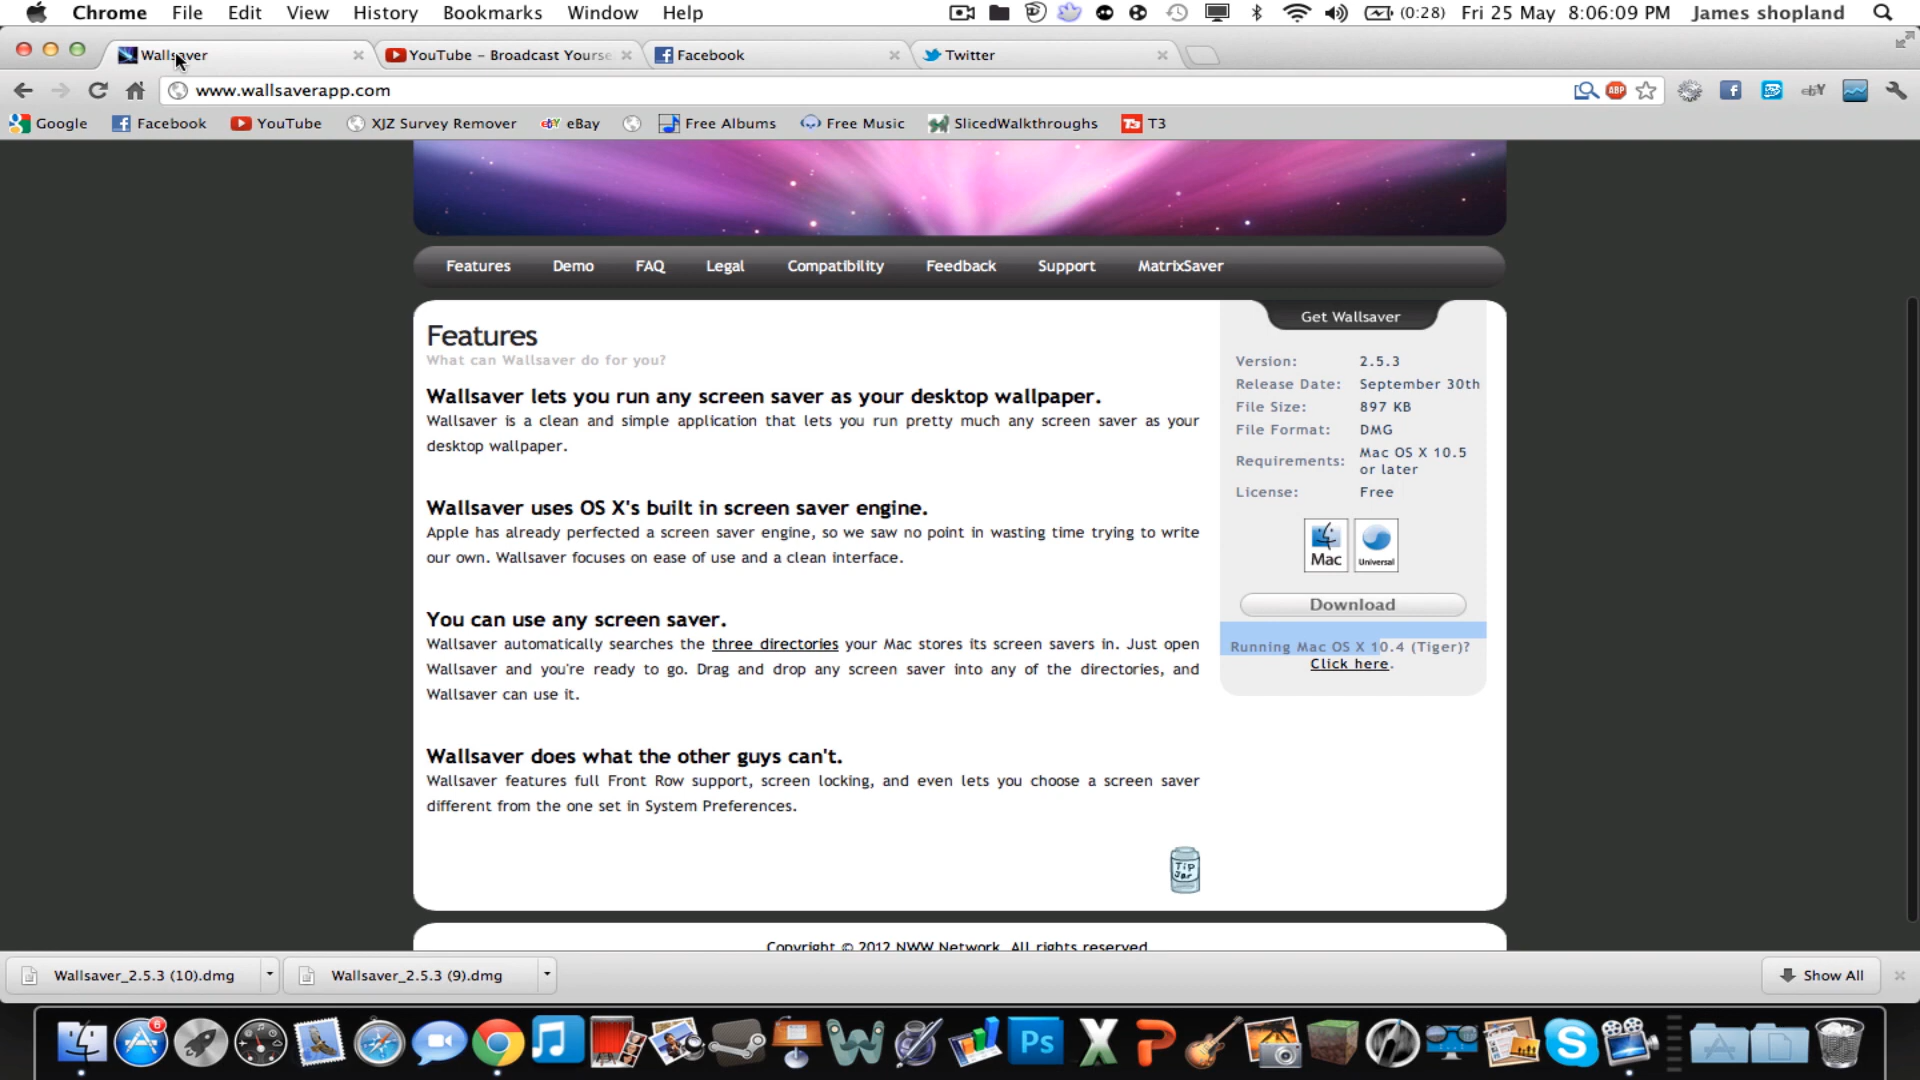 Chrome File Edit View History Bookmarks Window Help (0:28) Fri 25 May 8:06:09 PM James shopland
Wallsaver YouTube – Broadcast Yourse Facebook Twitter
www.wallsaverapp.com ABP ebY
Google Facebook YouTube XJZ Survey Remover eBay Free Albums Free Music SlicedWalkthroughs T3 T3
Features Demo FAQ Legal Compatibility Feedback Support MatrixSaver
Features
What can Wallsaver do for you?
Wallsaver lets you run any screen saver as your desktop wallpaper.
Wallsaver is a clean and simple application that lets you run pretty much any screen saver as your
desktop wallpaper.
Wallsaver uses OS X's built in screen saver engine.
Apple has already perfected a screen saver engine, so we saw no point in wasting time trying to write
our own. Wallsaver focuses on ease of use and a clean interface.
You can use any screen saver.
Wallsaver automatically searches the three directories your Mac stores its screen savers in. Just open
Wallsaver and you're ready to go. Drag and drop any screen saver into any of the directories, and
Wallsaver can use it.
Wallsaver does what the other guys can't.
Wallsaver features full Front Row support, screen locking, and even lets you choose a screen saver
different from the one set in System Preferences.
Tip
Jar
Get Wallsaver
Version: 2.5.3
Release Date: September 30th
File Size: 897 KB
File Format: DMG
Requirements: Mac OS X 10.5
or later
License: Free
Mac Universal
Download
Running Mac OS X 10.4 (Tiger)?
Click here.
Copyright © 2012 NWW Network. All rights reserved
Wallsaver_2.5.3 (10).dmg Wallsaver_2.5.3 (9).dmg Show All
6 Ps